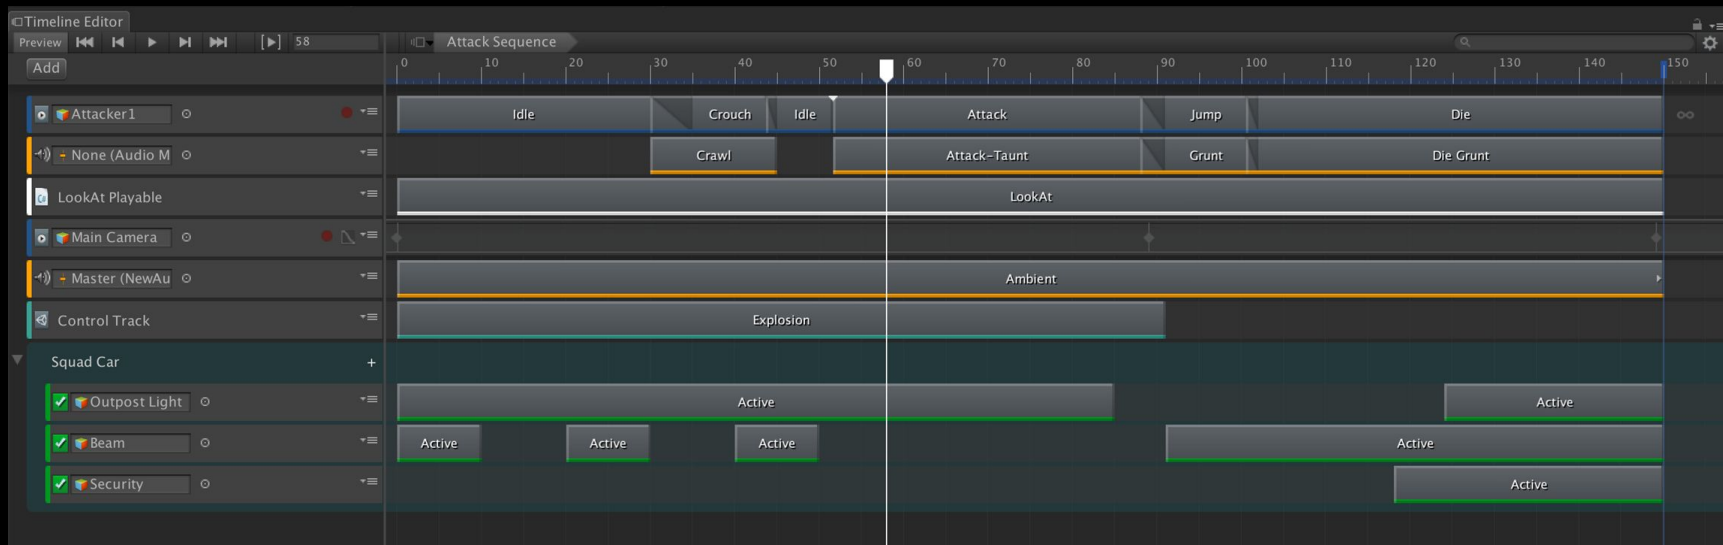 Timeline Editor
Preview 58 Attack Sequence
Add 0 10 20 30 40 50 60 70 80 90 100 110 120 130 140 150
Attacker1 Idle Crouch Idle Attack Jump Die
None (Audio M Crawl Attack-Taunt Grunt Die Grunt
LookAt Playable LookAt
Main Camera
Master (NewAu Ambient
Control Track Explosion
Squad Car +
Outpost Light Active Active
Beam Active Active Active Active
Security Active